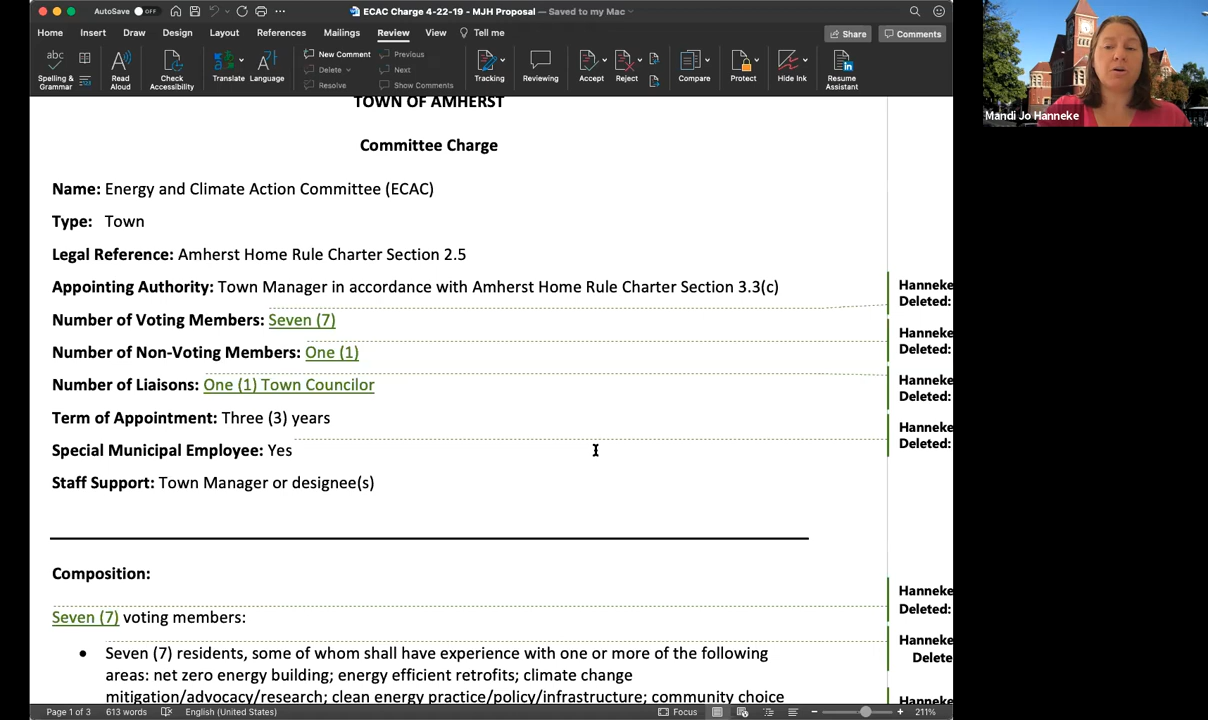 AutoSave OFF
ECAC Charge 4-22-19 - MJH Proposal — Saved to my Mac
Home Insert Draw Design Layout References Mailings Review View Tell me
Share Comments
Spelling & Grammar
Read Aloud
Check Accessibility
Translate
Language
New Comment
Delete
Resolve
Previous
Next
Show Comments
Tracking
Reviewing
Accept
Reject
Compare
Protect
Hide Ink
Resume Assistant
Mandi Jo Hanneke
TOWN OF AMHERST
Committee Charge
Name: Energy and Climate Action Committee (ECAC)
Type: Town
Legal Reference: Amherst Home Rule Charter Section 2.5
Appointing Authority: Town Manager in accordance with Amherst Home Rule Charter Section 3.3(c)
Number of Voting Members: Seven (7)
Number of Non-Voting Members: One (1)
Number of Liaisons: One (1) Town Councilor
Term of Appointment: Three (3) years
Special Municipal Employee: Yes
Staff Support: Town Manager or designee(s)
Composition:
Seven (7) voting members:
• Seven (7) residents, some of whom shall have experience with one or more of the following
areas: net zero energy building; energy efficient retrofits; climate change
mitigation/advocacy/research; clean energy practice/policy/infrastructure; community choice
Hanneke
Deleted:
Hanneke
Deleted:
Hanneke
Deleted:
Hanneke
Deleted:
Hanneke
Deleted:
Hanneke
Delete
Hanneke
Page 1 of 3 613 words English (United States) Focus 211%